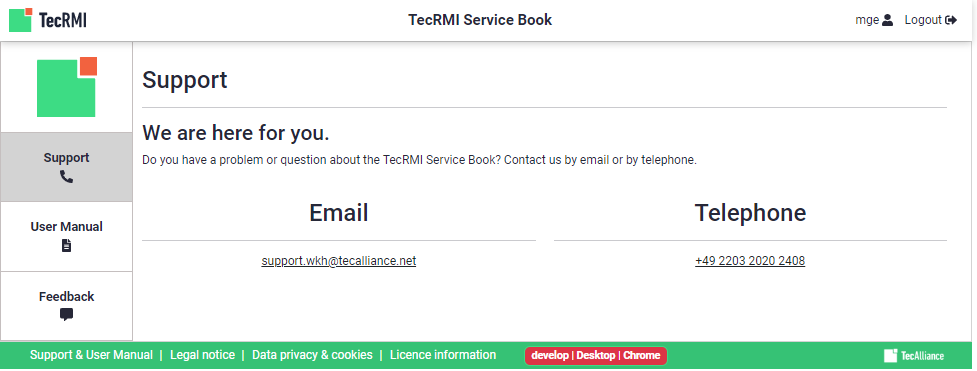 TecRMI
TecRMI Service Book
mge
Logout
Support
User Manual
Feedback
Support
We are here for you.
Do you have a problem or question about the TecRMI Service Book? Contact us by email or by telephone.
Email
Telephone
support.wkh@tecalliance.net
+49 2203 2020 2408
Support & User Manual | Legal notice | Data privacy & cookies | Licence information
develop | Desktop | Chrome
TecAlliance